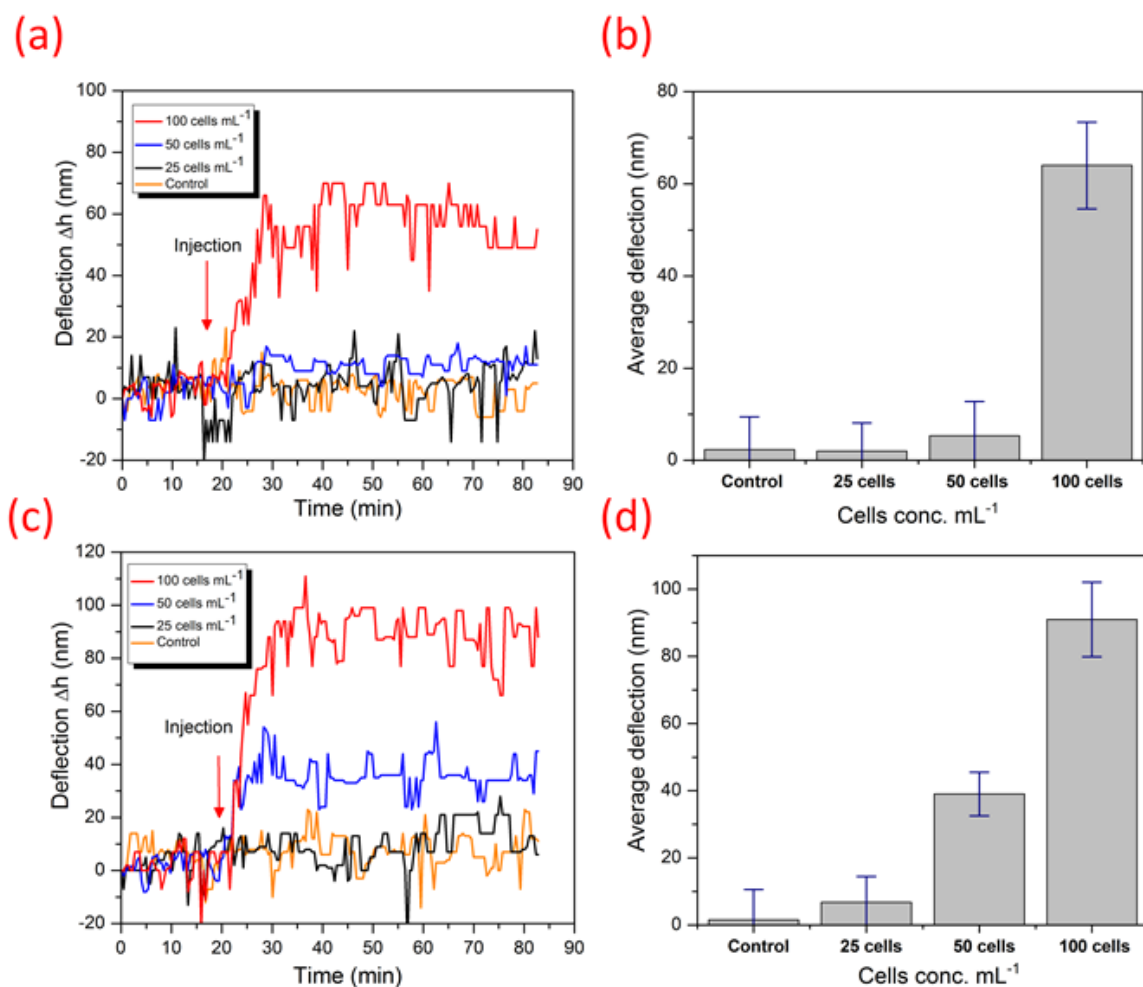 (a)
100
80
60
40
20
0
-20
Deflection Δh (nm)
100 cells mL⁻¹
50 cells mL⁻¹
25 cells mL⁻¹
Control
Injection
0 10 20 30 40 50 60 70 80 90
Time (min)
(b)
80
60
40
20
0
Average deflection (nm)
Control 25 cells 50 cells 100 cells
Cells conc. mL⁻¹
(c)
120
100
80
60
40
20
0
-20
Deflection Δh (nm)
100 cells mL⁻¹
50 cells mL⁻¹
25 cells mL⁻¹
Control
Injection
0 10 20 30 40 50 60 70 80 90
Time (min)
(d)
100
80
60
40
20
0
Average deflection (nm)
Control 25 cells 50 cells 100 cells
Cells conc. mL⁻¹